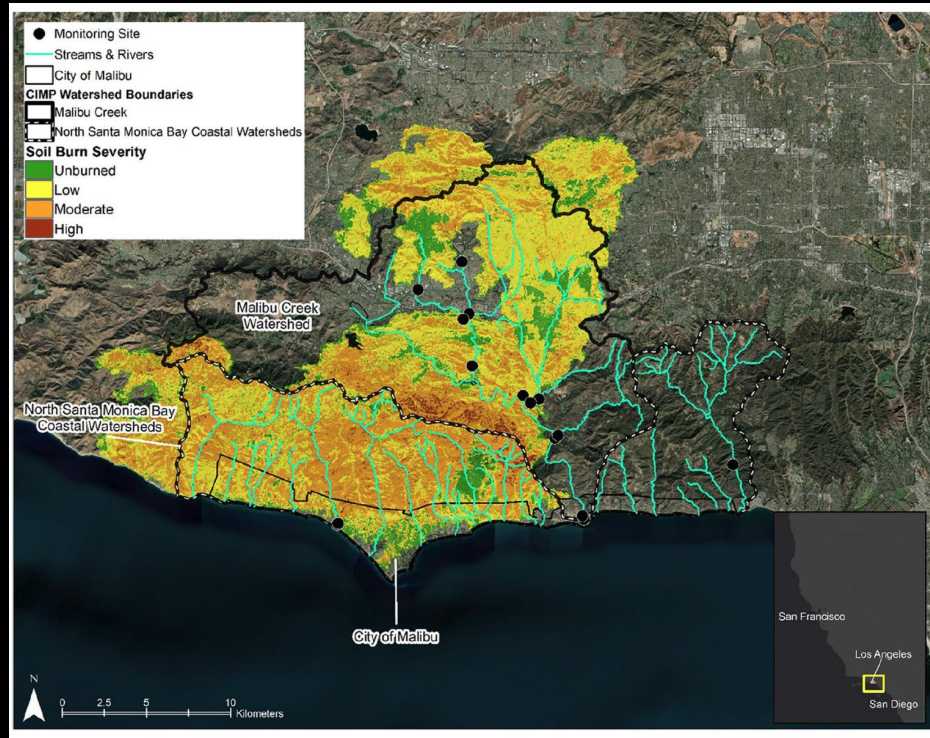 Monitoring Site
Streams & Rivers
City of Malibu
CIMP Watershed Boundaries
Malibu Creek
North Santa Monica Bay Coastal Watersheds
Soil Burn Severity
Unburned
Low
Moderate
High
Malibu Creek
Watershed
North Santa Monica Bay
Coastal Watersheds
City of Malibu
San Francisco
Los Angeles
San Diego
N
0 2.5 5 10
Kilometers